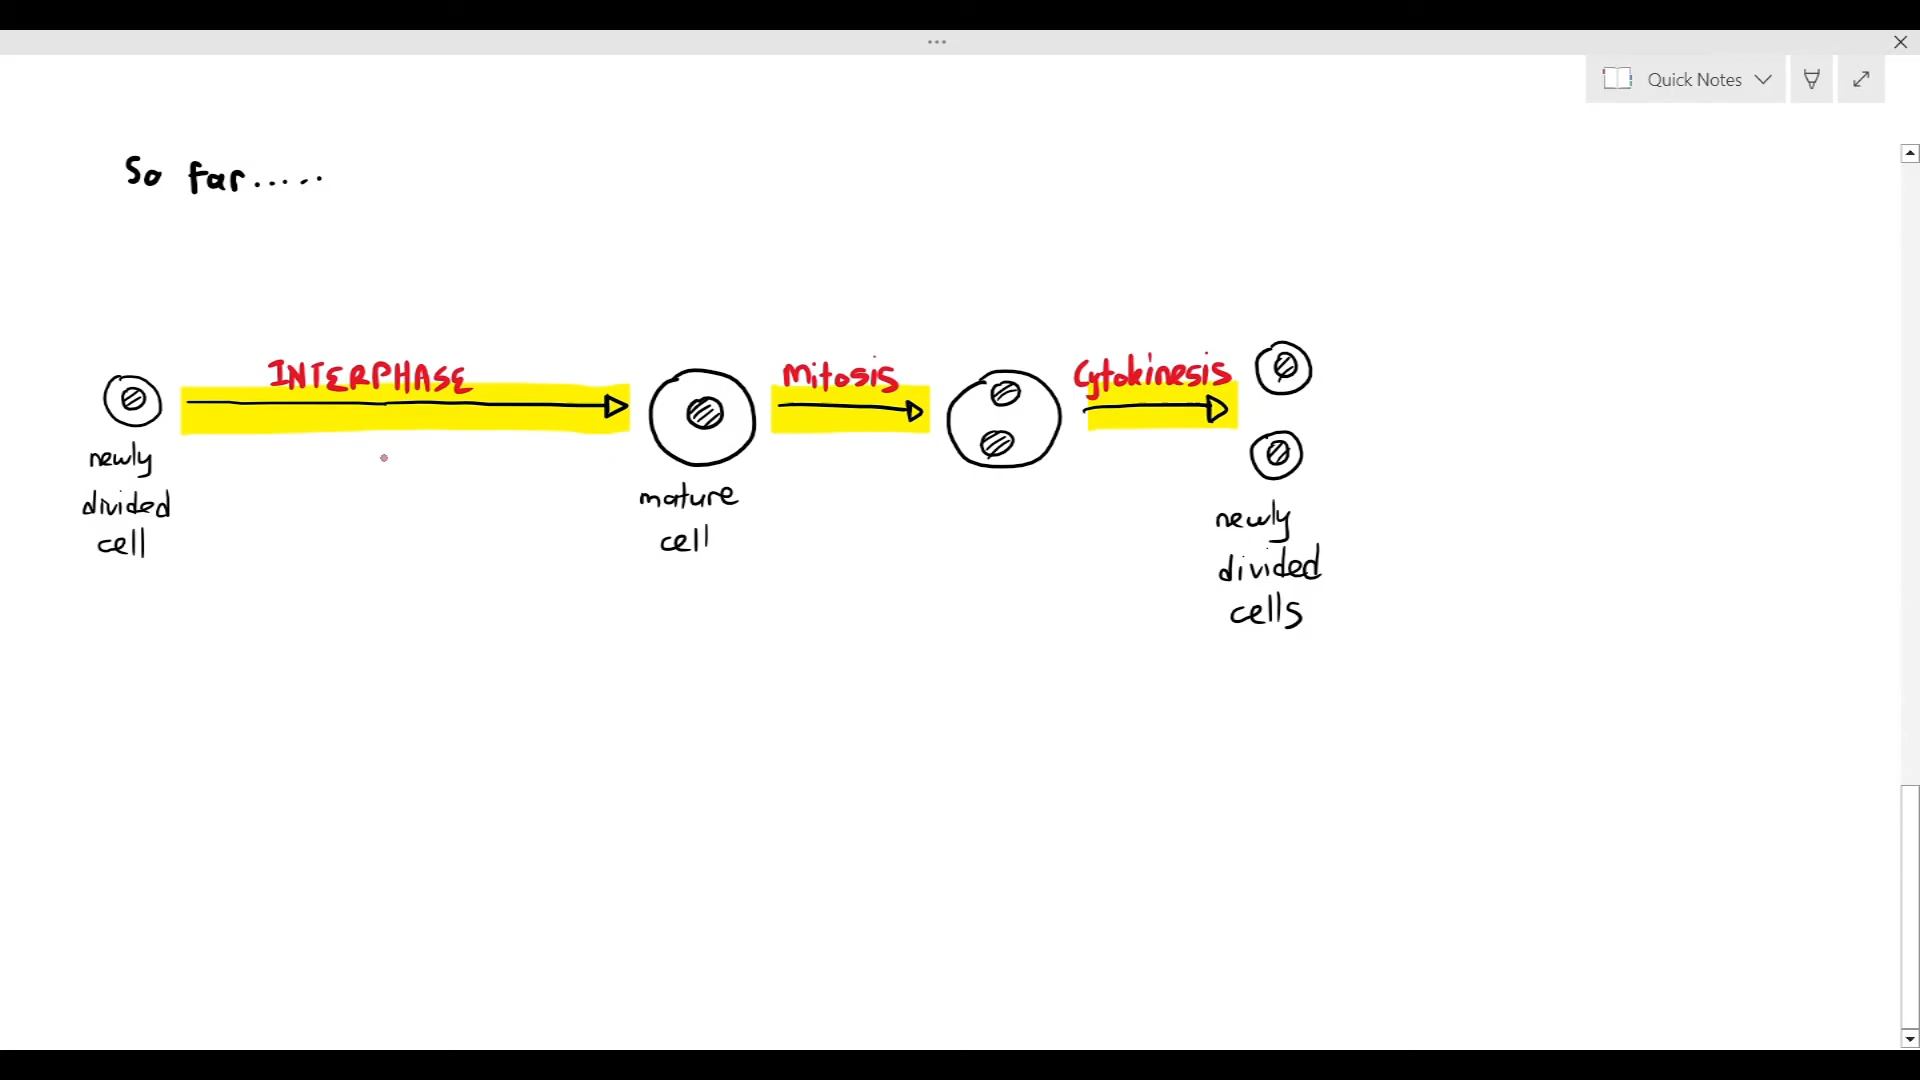 Quick Notes
So far.....
INTERPHASE
Mitosis
Cytokinesis
newly
divided
cell
mature
cell
newly
divided
cells